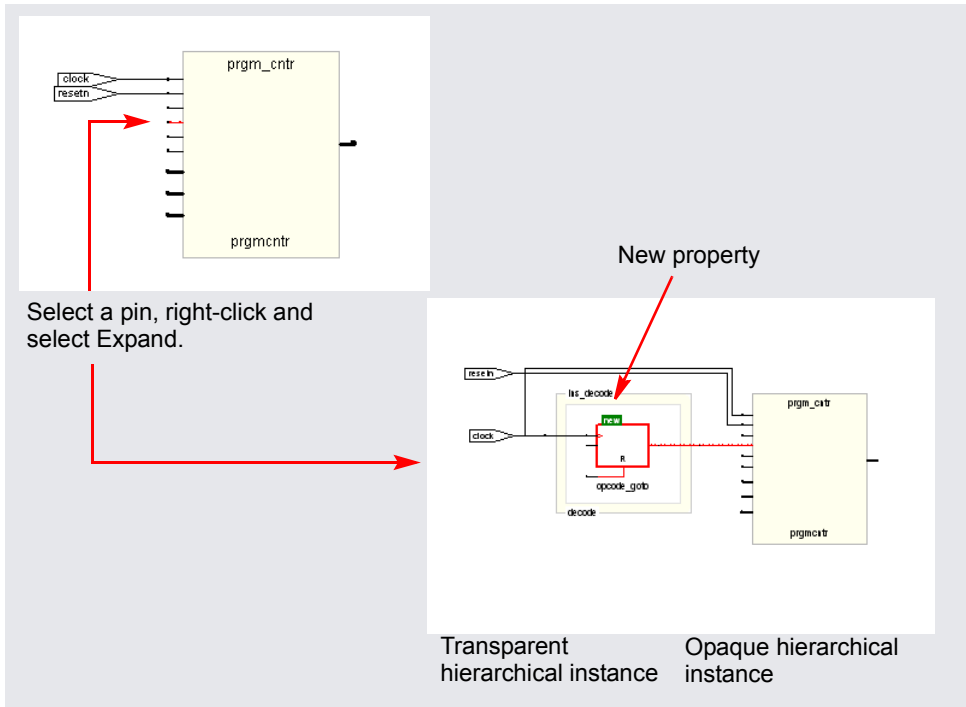 prgm_cntr
clock
resetn
prgmcntr
Select a pin, right-click and
select Expand.
New property
resetn
clock
Ins_decode
new
R
opcode_goto
decode
prgm_cntr
prgmcntr
Transparent
hierarchical instance
Opaque hierarchical
instance